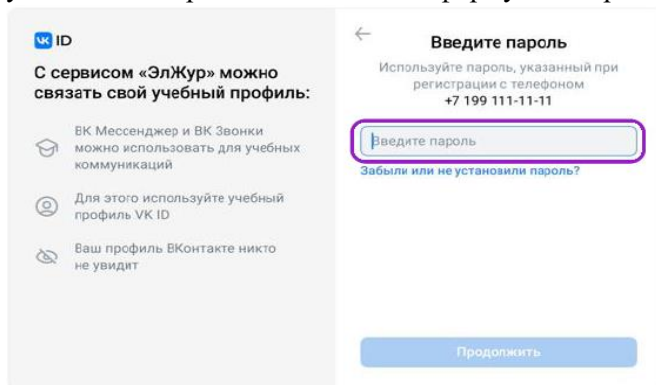 VK ID
С сервисом «ЭлЖур» можно
связать свой учебный профиль:
ВК Мессенджер и ВК Звонки
можно использовать для учебных
коммуникаций
Для этого используйте учебный
профиль VK ID
Ваш профиль ВКонтакте никто
не увидит
Введите пароль
Используйте пароль, указанный при
регистрации с телефоном
+7 199 111-11-11
Введите пароль
Забыли или не установили пароль?
Продолжить